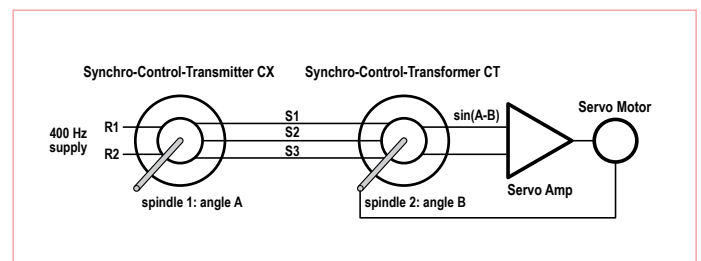 Synchro-Control-Transmitter CX
Synchro-Control-Transformer CT
400 Hz
supply
R1
R2
S1
S2
S3
sin(A-B)
Servo Motor
Servo Amp
spindle 1: angle A
spindle 2: angle B